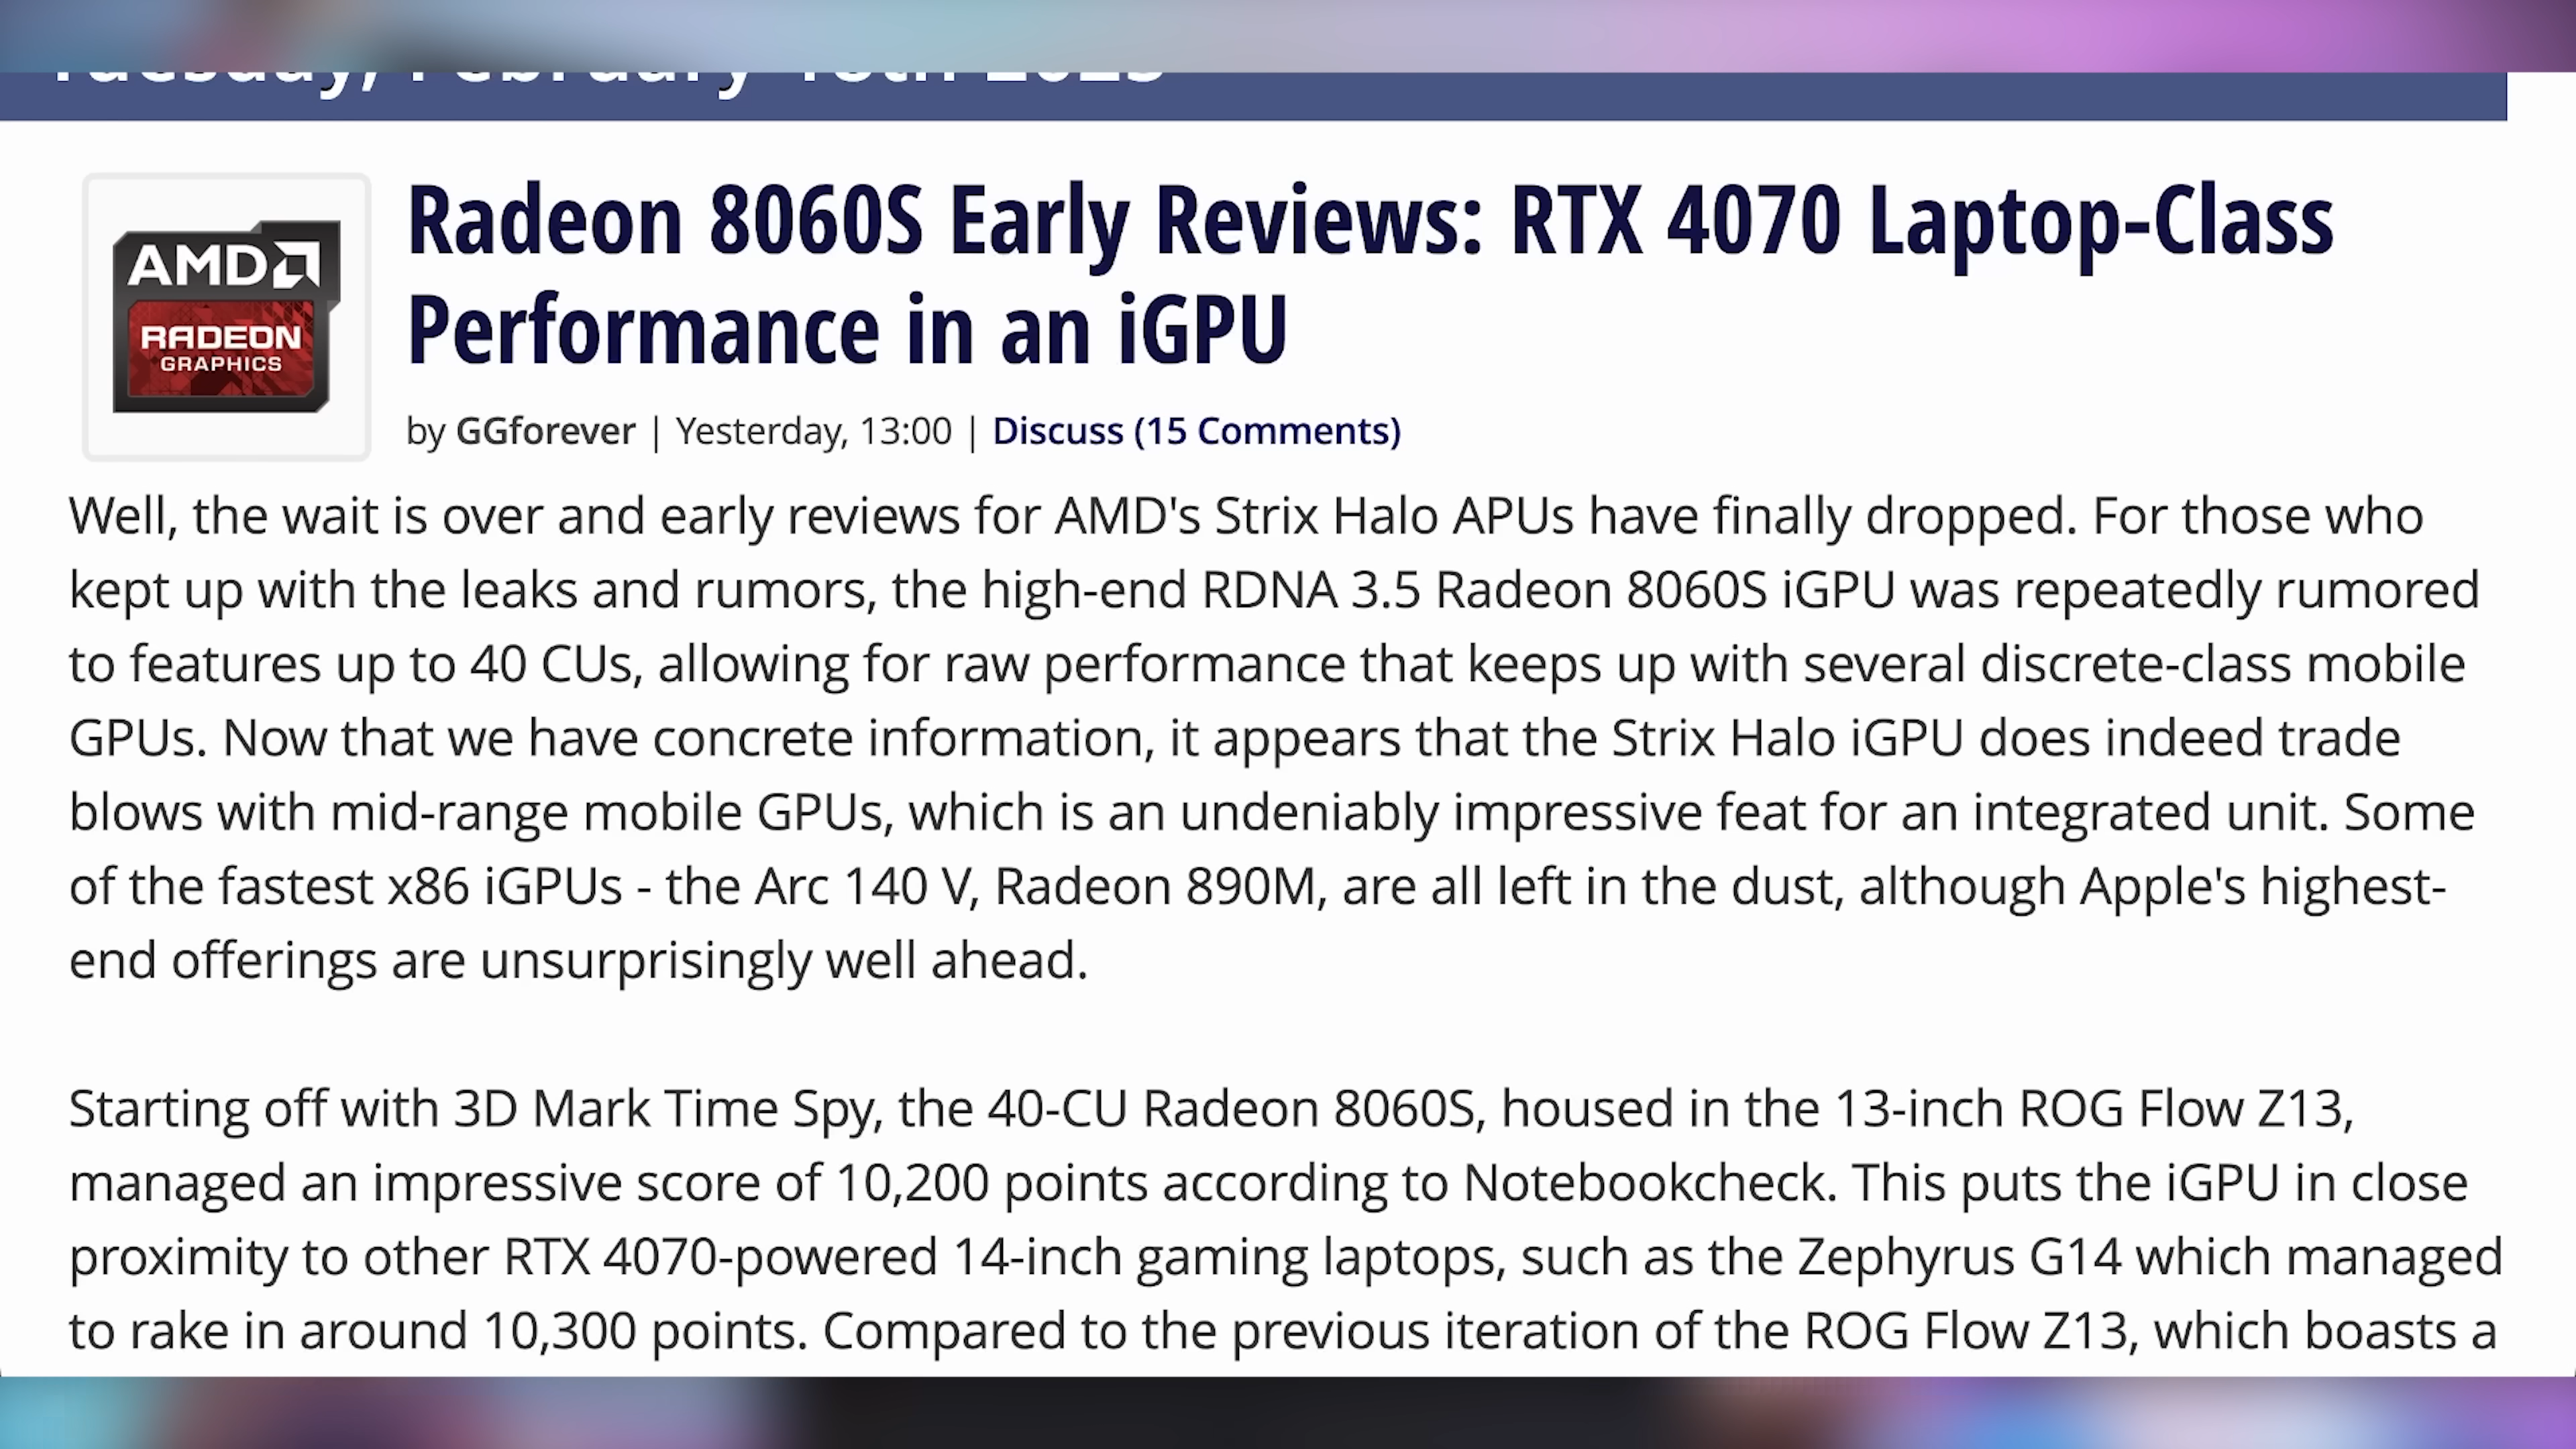 Tuesday, February 18th 2025
AMD
RADEON
GRAPHICS
Radeon 8060S Early Reviews: RTX 4070 Laptop-Class
Performance in an iGPU
by GGforever | Yesterday, 13:00 | Discuss (15 Comments)
Well, the wait is over and early reviews for AMD's Strix Halo APUs have finally dropped. For those who
kept up with the leaks and rumors, the high-end RDNA 3.5 Radeon 8060S iGPU was repeatedly rumored
to features up to 40 CUs, allowing for raw performance that keeps up with several discrete-class mobile
GPUs. Now that we have concrete information, it appears that the Strix Halo iGPU does indeed trade
blows with mid-range mobile GPUs, which is an undeniably impressive feat for an integrated unit. Some
of the fastest x86 iGPUs - the Arc 140 V, Radeon 890M, are all left in the dust, although Apple's highest-
end offerings are unsurprisingly well ahead.
Starting off with 3D Mark Time Spy, the 40-CU Radeon 8060S, housed in the 13-inch ROG Flow Z13,
managed an impressive score of 10,200 points according to Notebookcheck. This puts the iGPU in close
proximity to other RTX 4070-powered 14-inch gaming laptops, such as the Zephyrus G14 which managed
to rake in around 10,300 points. Compared to the previous iteration of the ROG Flow Z13, which boasts a